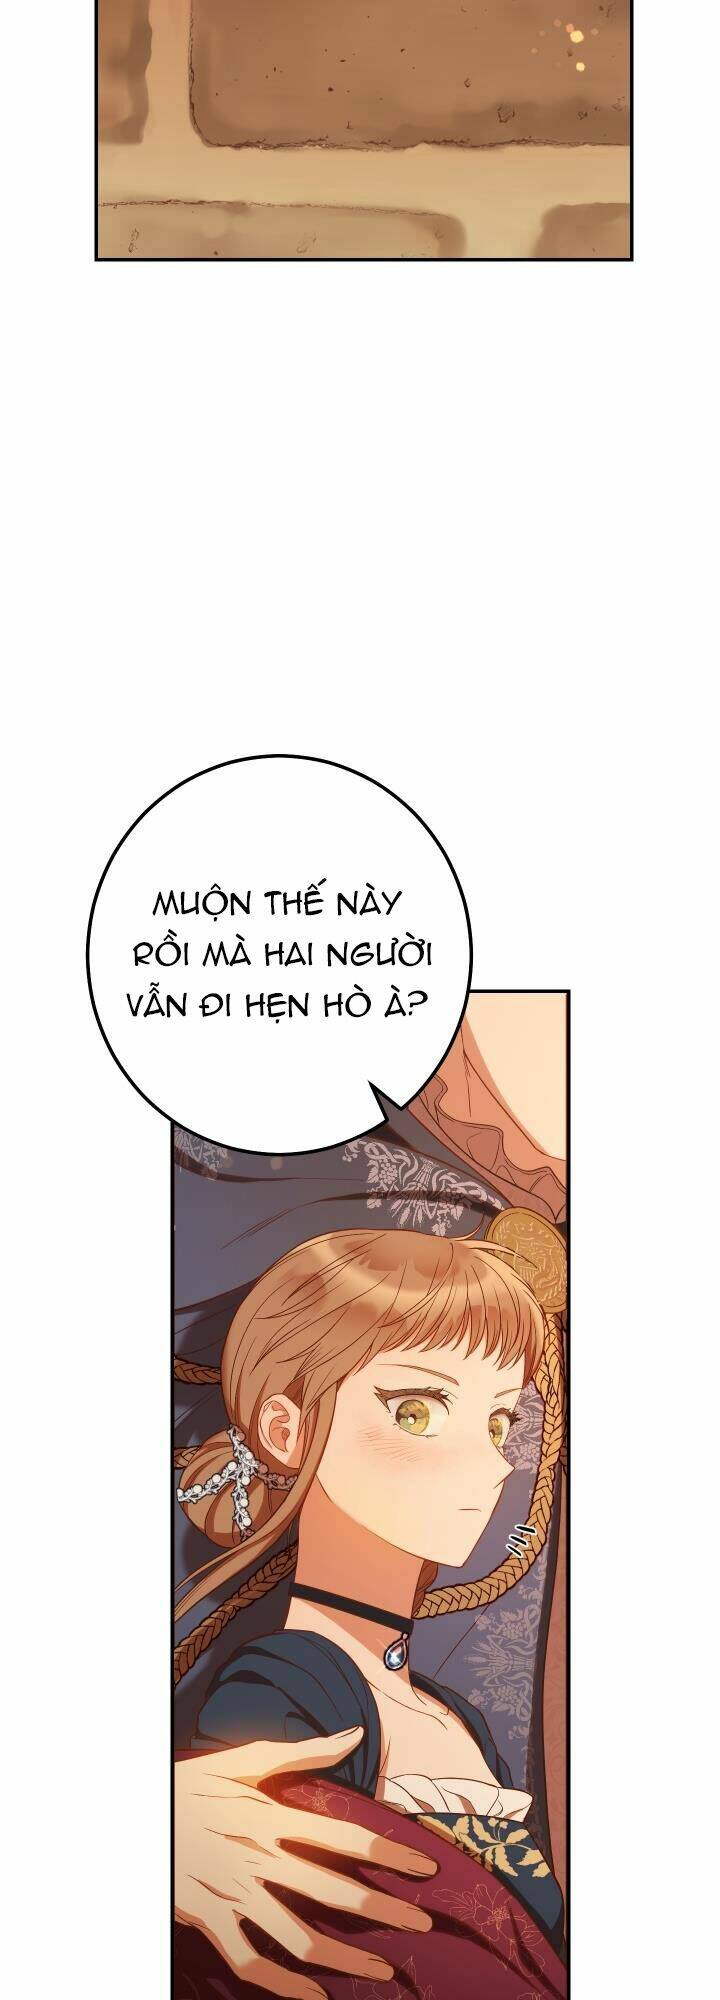 MUỘN THẾ NÀY
RỒI MÀ HAI NGƯỜI
VẪN ĐI HẸN HÒ À?